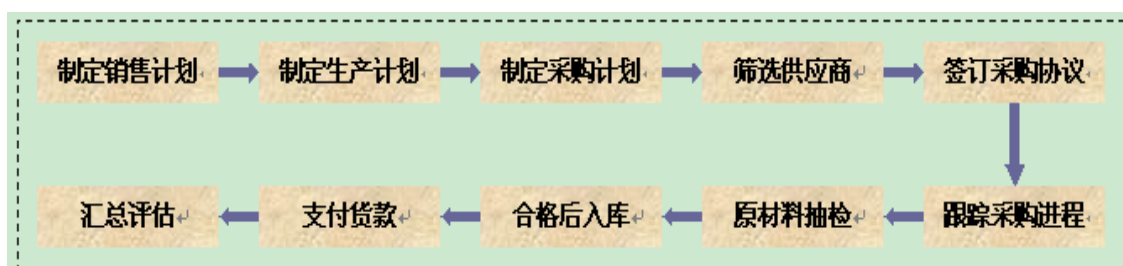 制定销售计划
制定生产计划
制定采购计划
筛选供应商
签订采购协议
跟踪采购进程
原材料抽检
合格后入库
支付货款
汇总评估